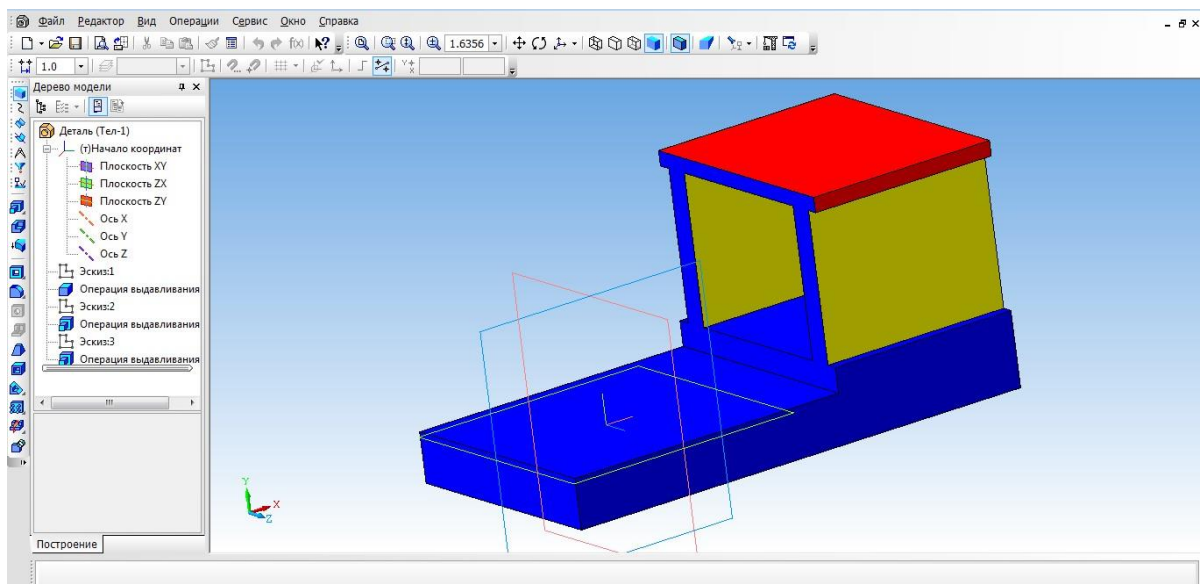 Файл Редактор Вид Операции Сервис Окно Справка
1.6356
1.0
Дерево модели
Деталь (Тел-1)
(т)Начало координат
Плоскость XY
Плоскость ZX
Плоскость ZY
Ось X
Ось Y
Ось Z
Эскиз:1
Операция выдавливания
Эскиз:2
Операция выдавливания
Эскиз:3
Операция выдавливания
Y
X
Z
Построение